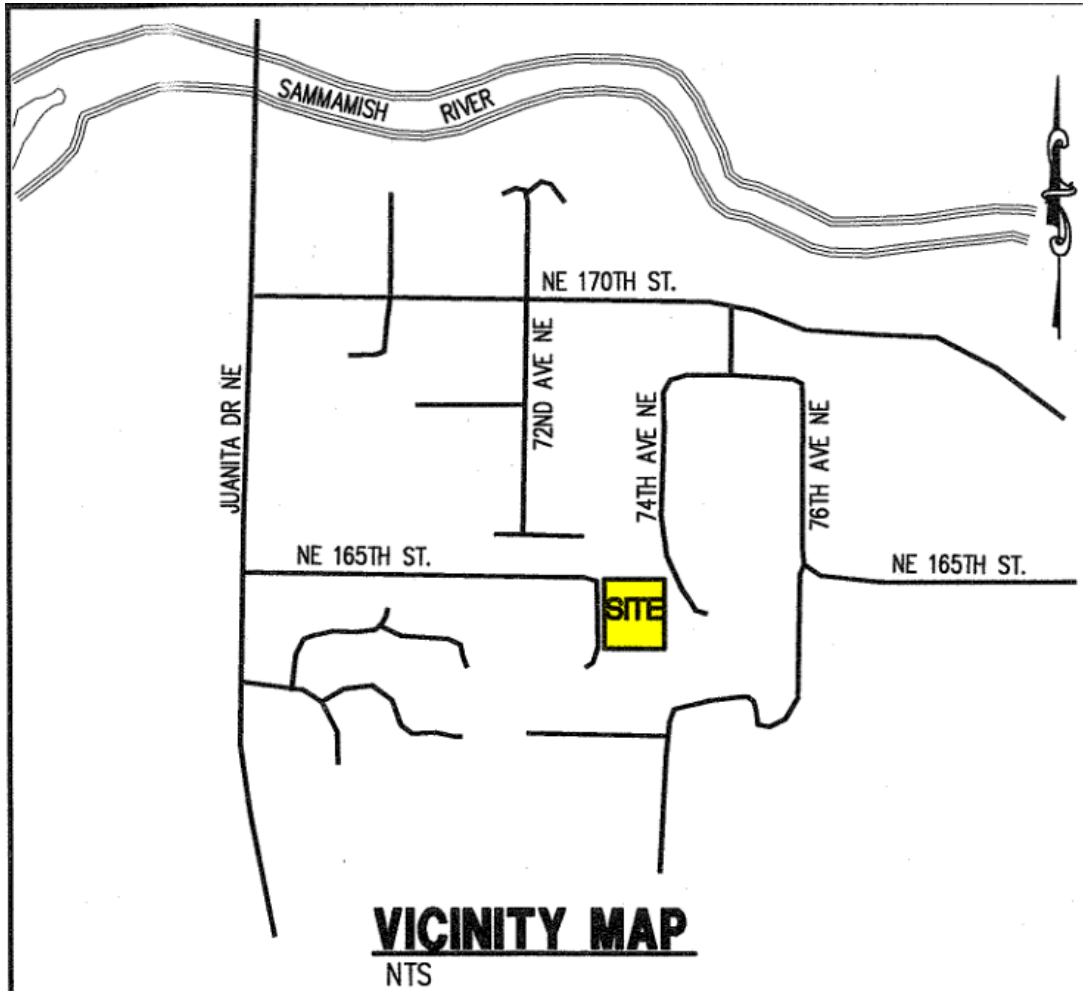 SAMMAMISH RIVER
NE 170TH ST.
JUANITA DR NE
72ND AVE NE
74TH AVE NE
76TH AVE NE
NE 165TH ST.
NE 165TH ST.
SITE
VICINITY MAP
NTS